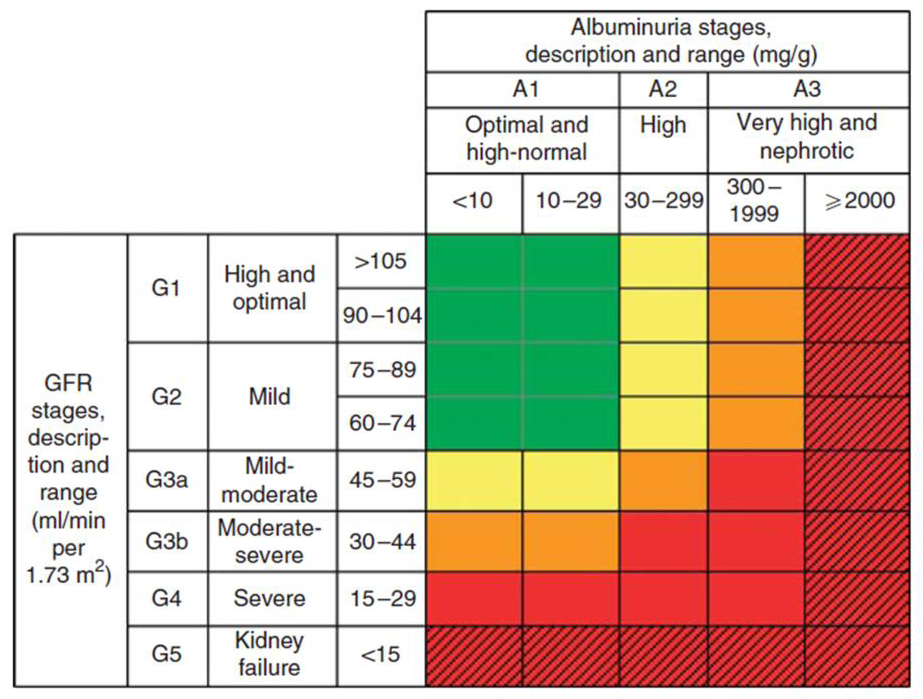 Albuminuria stages,
description and range (mg/g)
A1
A2
A3
Optimal and
high-normal
High
Very high and
nephrotic
<10
10–29
30–299
300–
1999
⩾2000
GFR
stages,
descrip-
tion and
range
(ml/min
per
1.73 m²)
G1
High and
optimal
>105
90–104
G2
Mild
75–89
60–74
G3a
Mild-
moderate
45–59
G3b
Moderate-
severe
30–44
G4
Severe
15–29
G5
Kidney
failure
<15